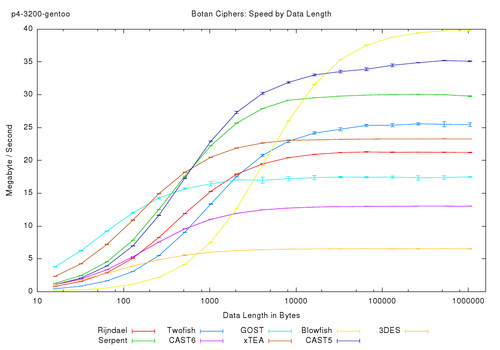 p4-3200-gentoo
Botan Ciphers: Speed by Data Length
Megabyte / Second
40
35
30
25
20
15
10
5
0
10 100 1000 10000 100000 1000000
Data Length in Bytes
Rijndael Twofish GOST Blowfish 3DES
Serpent CAST6 xTEA CAST5